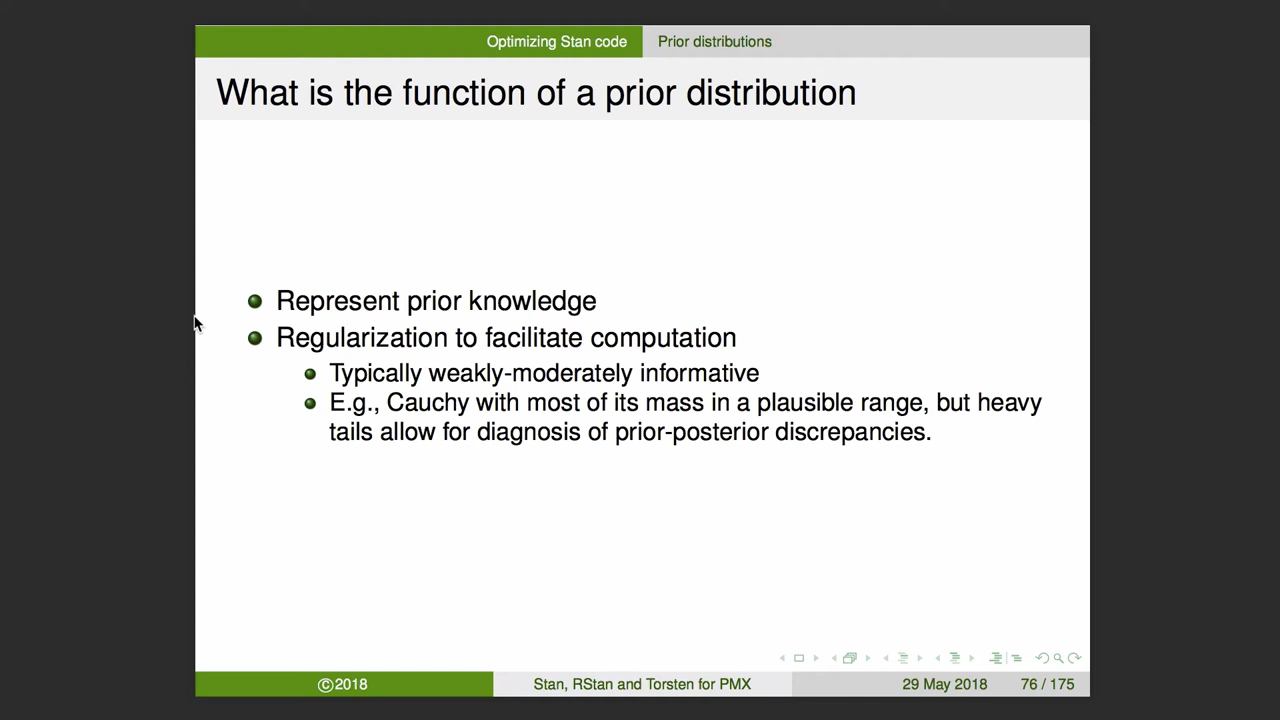 Optimizing Stan code Prior distributions
What is the function of a prior distribution
Represent prior knowledge
Regularization to facilitate computation
Typically weakly-moderately informative
E.g., Cauchy with most of its mass in a plausible range, but heavy
tails allow for diagnosis of prior-posterior discrepancies.
©2018 Stan, RStan and Torsten for PMX 29 May 2018 76 / 175